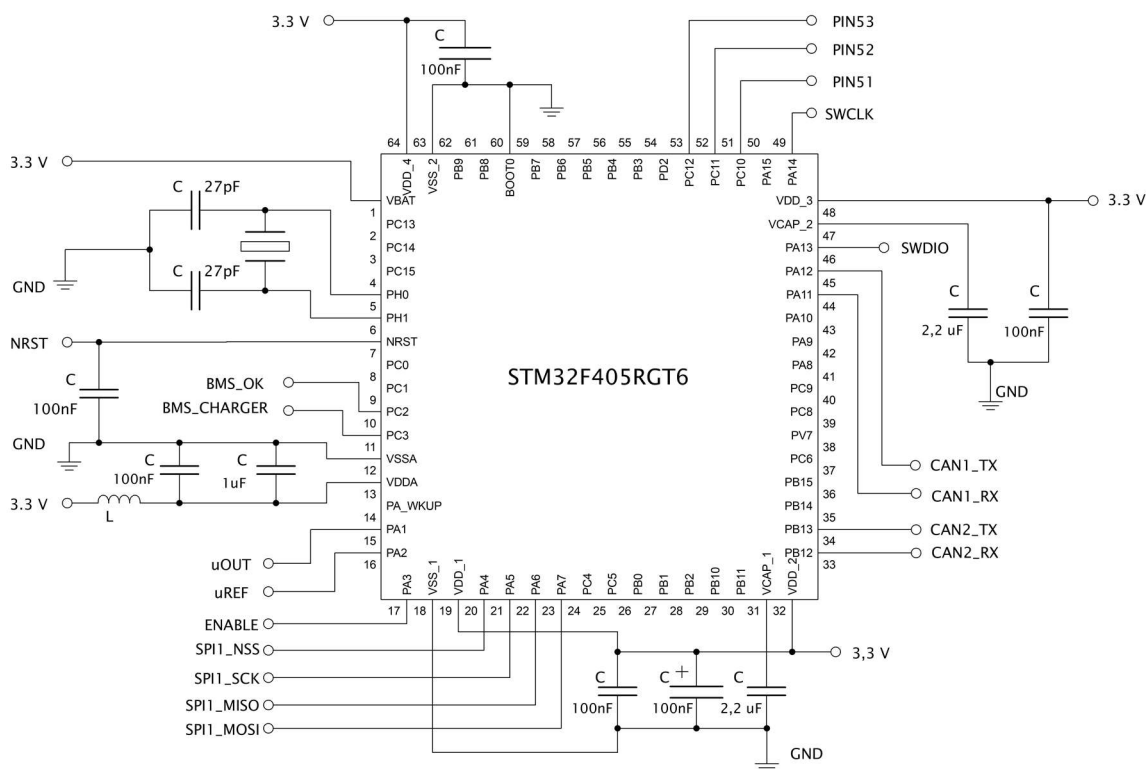 3.3 V
C
100nF
PIN53
PIN52
PIN51
SWCLK
64 63 62 61 60 59 58 57 56 55 54 53 52 51 50 49
VDD_4
VSS_2
PB9
PB8
BOOT0
PB7
PB6
PB5
PB4
PB3
PD2
PC12
PC11
PC10
PA15
PA14
3.3 V
C 27pF
C 27pF
GND
NRST
C
100nF
BMS_OK
BMS_CHARGER
GND
C
100nF
C
1uF
3.3 V
L
uOUT
uREF
ENABLE
SPI1_NSS
SPI1_SCK
SPI1_MISO
SPI1_MOSI
VBAT
1
PC13
2
PC14
3
PC15
4
PH0
5
PH1
6
NRST
7
PC0
8
PC1
9
PC2
10
PC3
11
VSSA
12
VDDA
13
PA_WKUP
14
PA1
15
PA2
16
STM32F405RGT6
VDD_3
48
VCAP_2
47
PA13
46
PA12
45
PA11
44
PA10
43
PA9
42
PA8
41
PC9
40
PC8
39
PV7
38
PC6
37
PB15
36
PB14
35
PB13
34
PB12
33
3.3 V
SWDIO
C
2,2 uF
C
100nF
GND
CAN1_TX
CAN1_RX
CAN2_TX
CAN2_RX
PA3
VSS_1
VDD_1
PA4
PA5
PA6
PA7
PC4
PC5
PB0
PB1
PB2
PB10
PB11
VCAP_1
VDD_2
17 18 19 20 21 22 23 24 25 26 27 28 29 30 31 32
3,3 V
C
100nF
C +
100nF
C
2,2 uF
GND